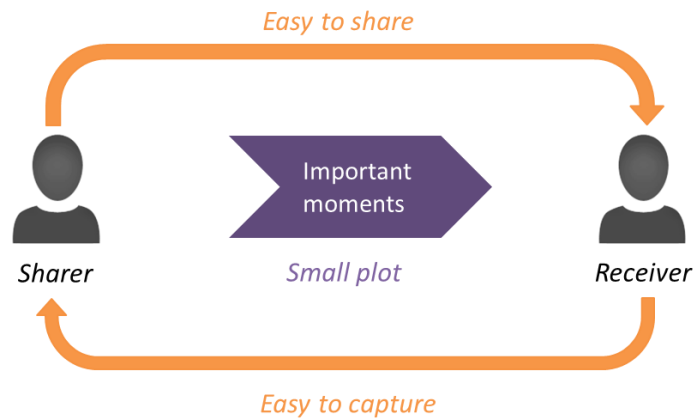 Easy to share
Important
moments
Sharer
Small plot
Receiver
Easy to capture